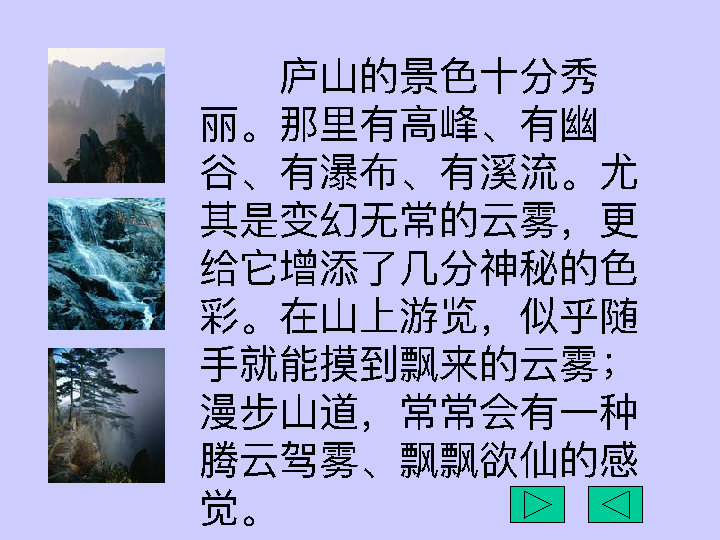 庐山的景色十分秀
丽。那里有高峰、有幽
谷、有瀑布、有溪流。尤
其是变幻无常的云雾，更
给它增添了几分神秘的色
彩。在山上游览，似乎随
手就能摸到飘来的云雾；
漫步山道，常常会有一种
腾云驾雾、飘飘欲仙的感
觉。